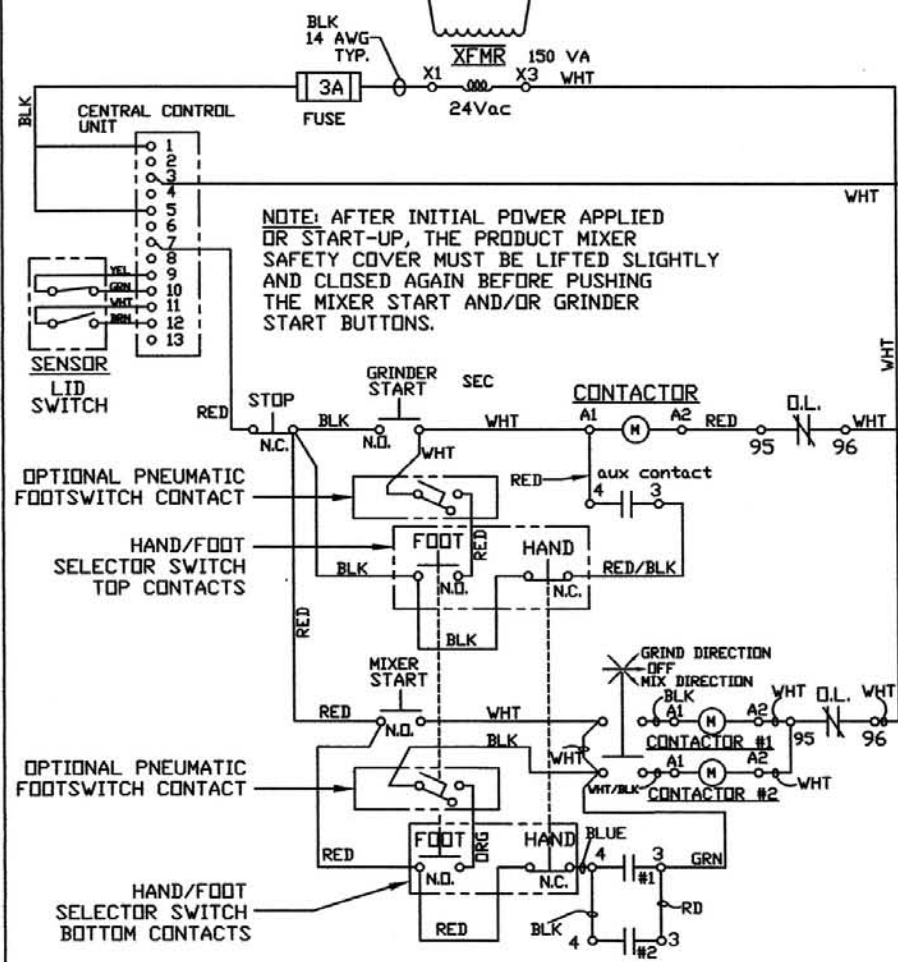 BLK
14 AWG
TYP.
XFMR 150 VA
X1 X3 WHT
3A
FUSE
24Vac
BLK
CENTRAL CONTROL
UNIT
1
2
3
4
5
6
7
8
9
10
11
12
13
WHT
NOTE: AFTER INITIAL POWER APPLIED
OR START-UP, THE PRODUCT MIXER
SAFETY COVER MUST BE LIFTED SLIGHTLY
AND CLOSED AGAIN BEFORE PUSHING
THE MIXER START AND/OR GRINDER
START BUTTONS.
YEL
GRN
WHT
BRN
SENSOR
LID
SWITCH
WHT
GRINDER
START
SEC
CONTACTOR
RED
STOP
N.C.
BLK
N.O.
WHT
A1
M
A2
RED
95
O.L.
96
WHT
WHT
OPTIONAL PNEUMATIC
FOOTSWITCH CONTACT
RED
aux contact
4 3
HAND/FOOT
SELECTOR SWITCH
TOP CONTACTS
FOOT
RED
HAND
BLK
N.O.
N.C.
RED/BLK
BLK
RED
MIXER
START
GRIND DIRECTION
OFF
MIX DIRECTION
RED
N.O.
WHT
BLK
A1
M
A2
WHT
95
O.L.
96
WHT
CONTACTOR #1
BLK
WHT
A1
M
A2
WHT/BLK
CONTACTOR #2
WHT
OPTIONAL PNEUMATIC
FOOTSWITCH CONTACT
RED
FOOT
ORG
HAND
BLUE
N.O.
N.C.
4 3
#1
GRN
HAND/FOOT
SELECTOR SWITCH
BOTTOM CONTACTS
RED
BLK
RD
4 3
#2